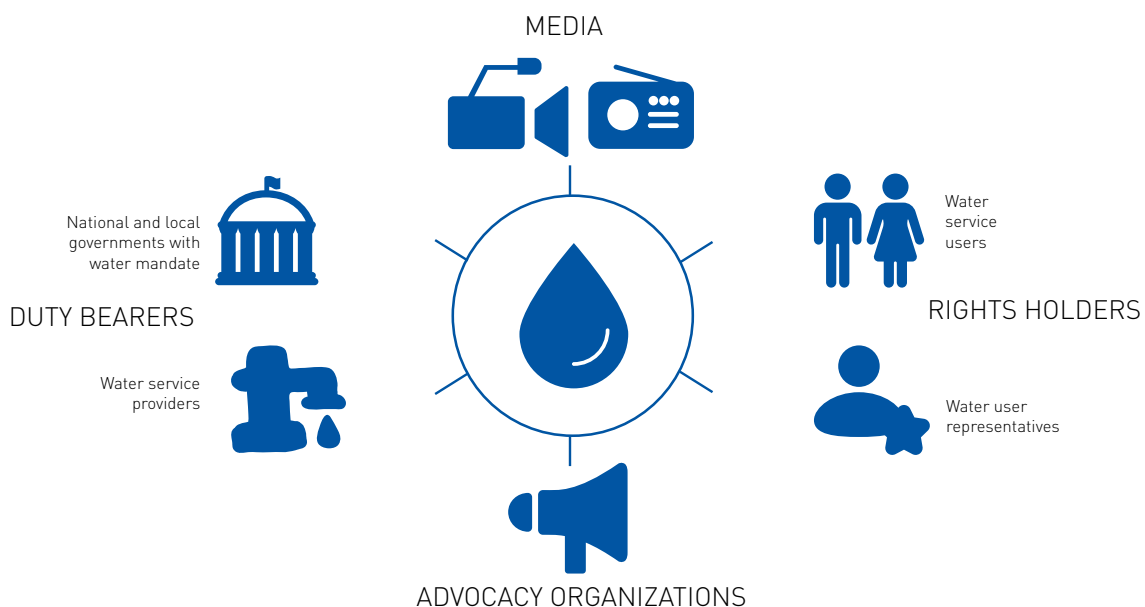 MEDIA
National and local
governments with
water mandate
DUTY BEARERS
Water service
providers
Water
service
users
RIGHTS HOLDERS
Water user
representatives
ADVOCACY ORGANIZATIONS